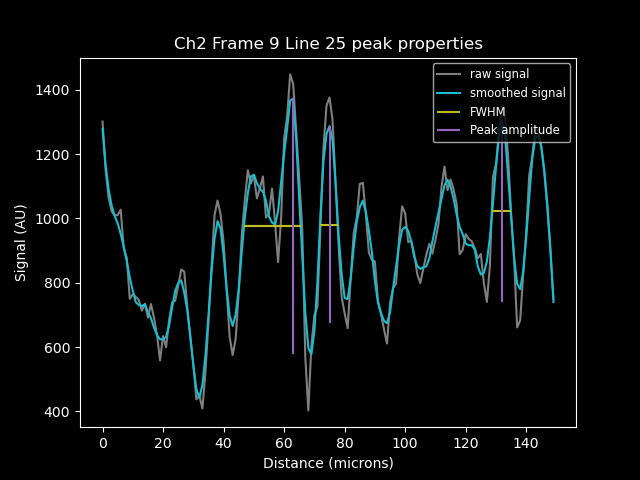 Ch2 Frame 9 Line 25 peak properties
raw signal
smoothed signal
FWHM
Peak amplitude
Signal (AU)
1400
1200
1000
800
600
400
0 20 40 60 80 100 120 140
Distance (microns)